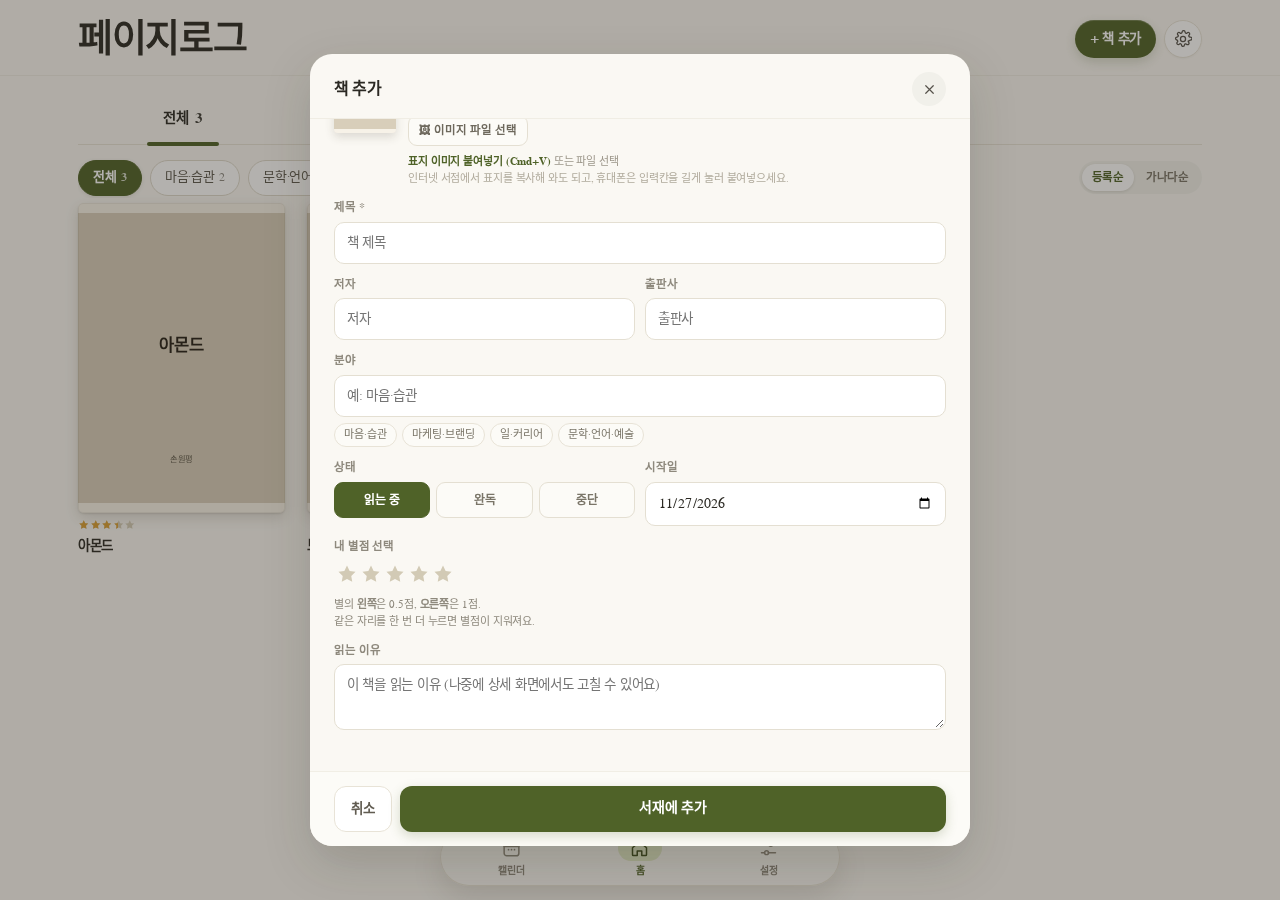 페이지로그
+ 책 추가
전체 3
전체 3
마음·습관 2
문학·언어
등록순
가나다순
아몬드
손원평
아몬드
책 추가
이미지 파일 선택
표지 이미지 붙여넣기 (Cmd+V) 또는 파일 선택
인터넷 서점에서 표지를 복사해 와도 되고, 휴대폰은 입력칸을 길게 눌러 붙여넣으세요.
제목 *
책 제목
저자
출판사
저자
출판사
분야
예: 마음·습관
마음·습관
마케팅·브랜딩
일·커리어
문학·언어·예술
상태
시작일
읽는 중
완독
중단
11/27/2026
내 별점 선택
별의 왼쪽은 0.5점, 오른쪽은 1점.
같은 자리를 한 번 더 누르면 별점이 지워져요.
읽는 이유
이 책을 읽는 이유 (나중에 상세 화면에서도 고칠 수 있어요)
취소
서재에 추가
캘린더
홈
설정